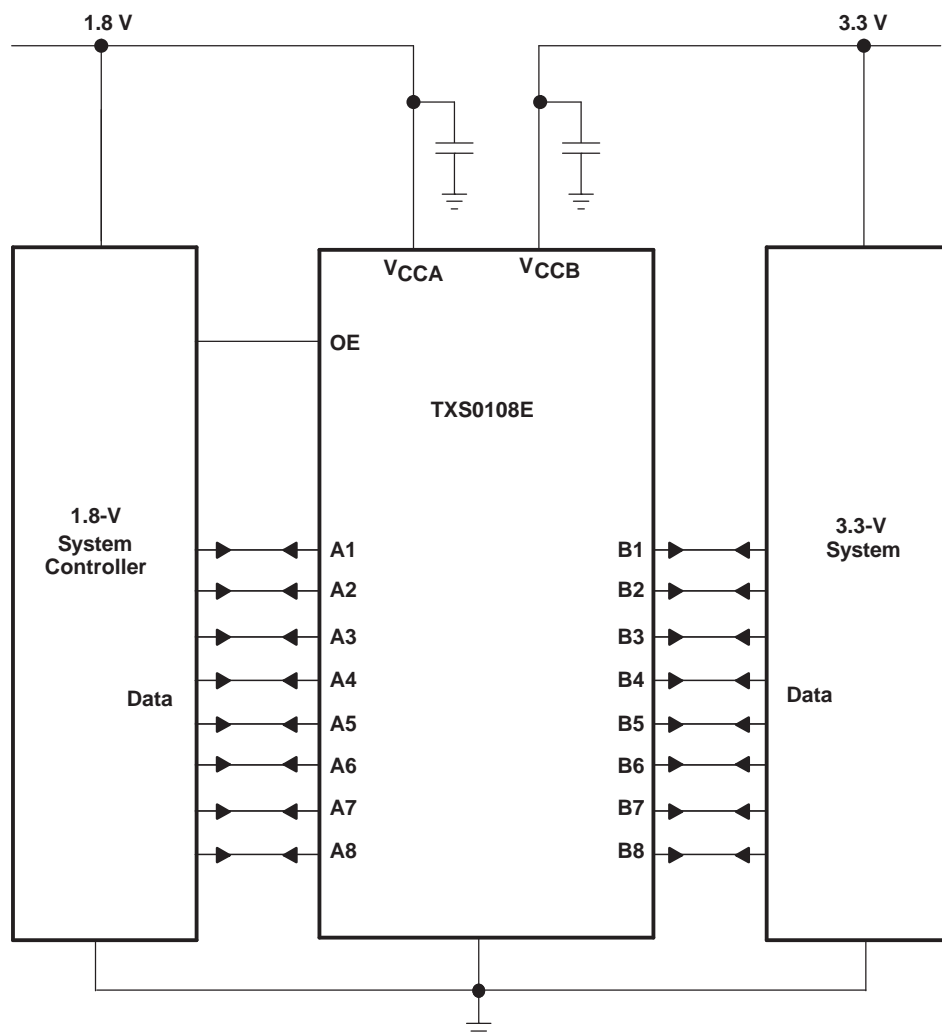 1.8 V
3.3 V
VCCA
VCCB
OE
TXS0108E
1.8-V
System
Controller
3.3-V
System
A1
A2
A3
A4
A5
A6
A7
A8
B1
B2
B3
B4
B5
B6
B7
B8
Data
Data